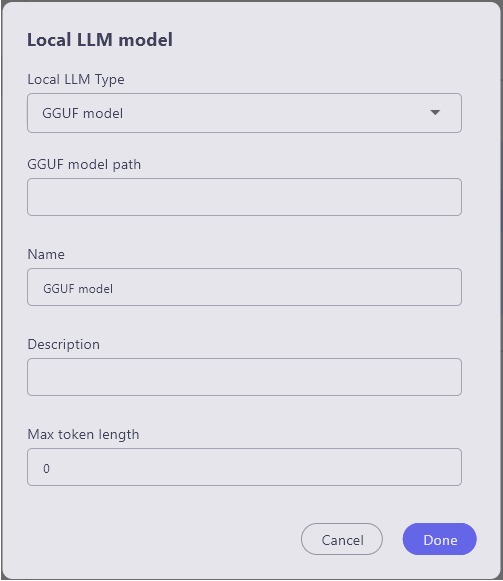 Local LLM model
Local LLM Type
GGUF model
GGUF model path
Name
GGUF model
Description
Max token length
0
Cancel
Done